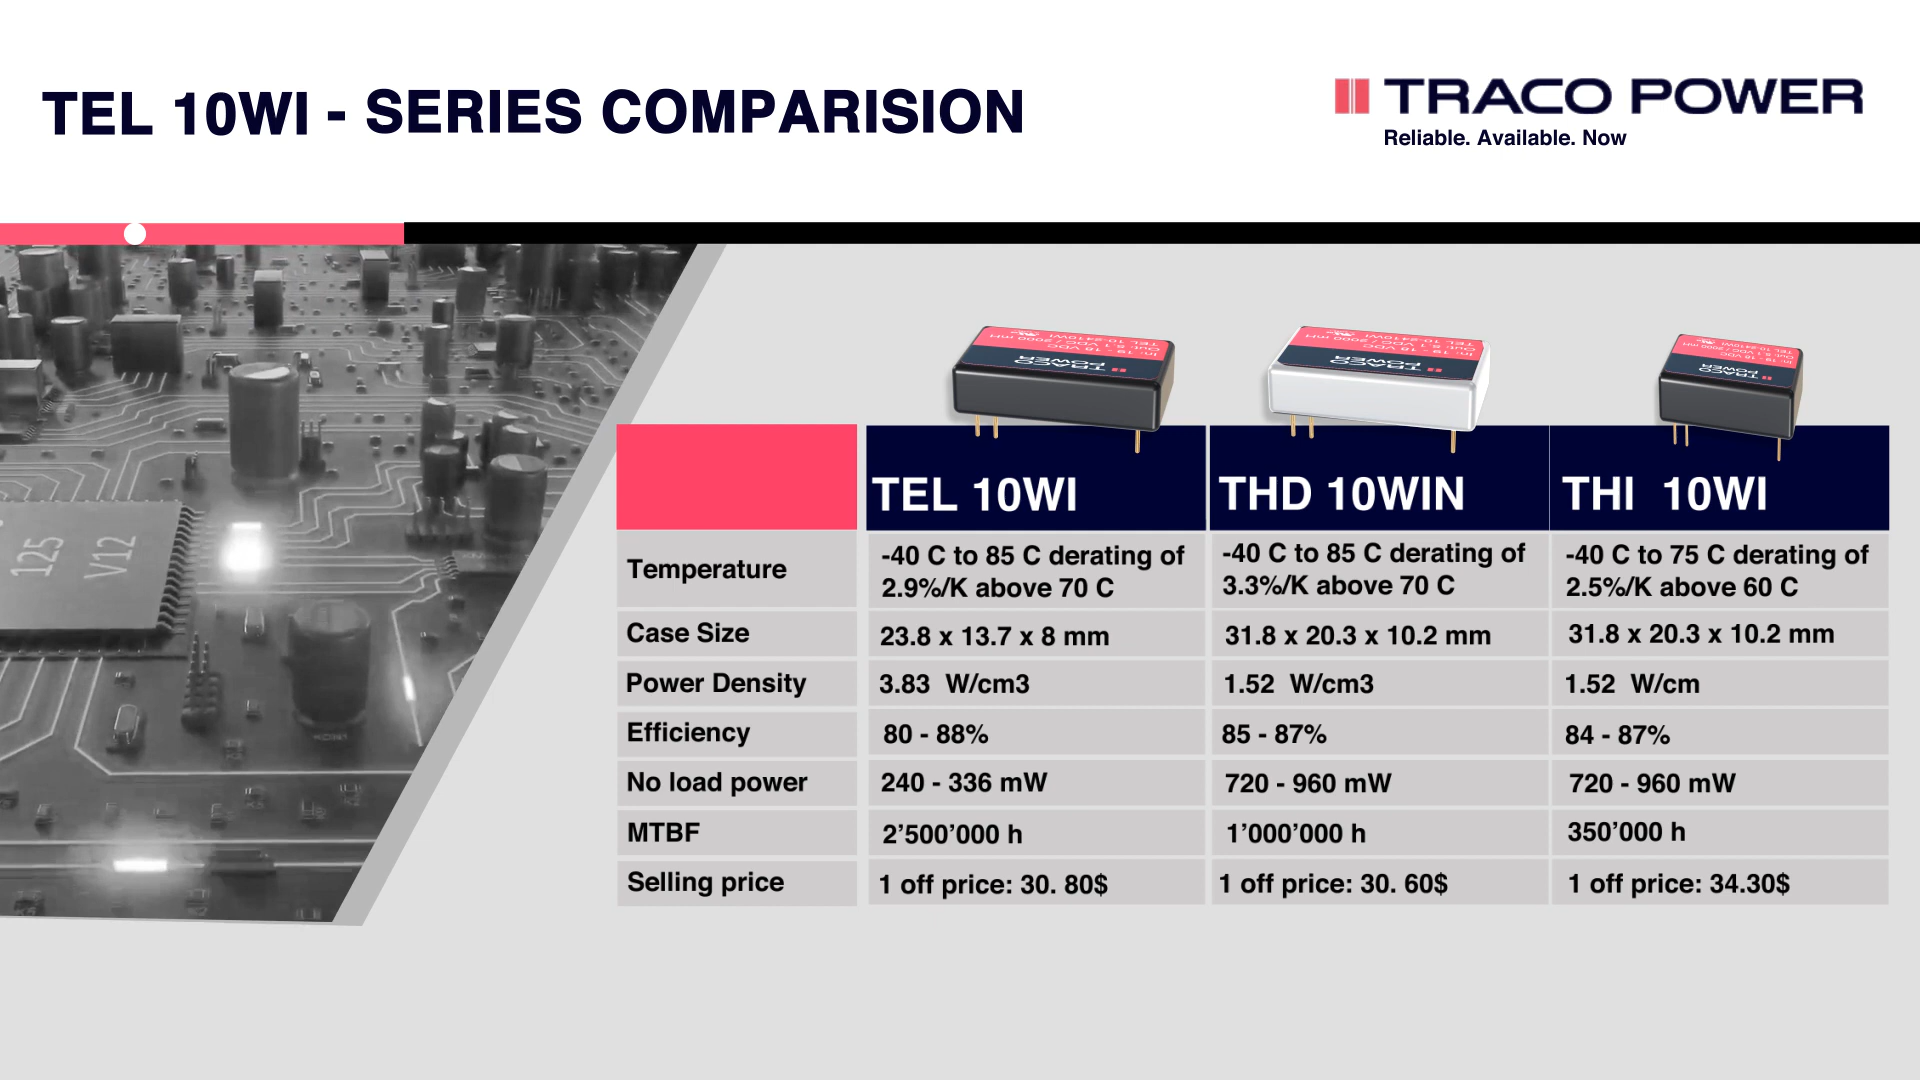 TEL 10WI - SERIES COMPARISION
TRACO POWER
Reliable. Available. Now
125
V12
TEL 10WI
THD 10WIN
THI 10WI
Temperature
-40 C to 85 C derating of
2.9%/K above 70 C
-40 C to 85 C derating of
3.3%/K above 70 C
-40 C to 75 C derating of
2.5%/K above 60 C
Case Size
23.8 x 13.7 x 8 mm
31.8 x 20.3 x 10.2 mm
31.8 x 20.3 x 10.2 mm
Power Density
3.83 W/cm3
1.52 W/cm3
1.52 W/cm
Efficiency
80 - 88%
85 - 87%
84 - 87%
No load power
240 - 336 mW
720 - 960 mW
720 - 960 mW
MTBF
2’500’000 h
1’000’000 h
350’000 h
Selling price
1 off price: 30. 80$
1 off price: 30. 60$
1 off price: 34.30$
TRACO
POWER
TRACO
POWER
TRACO
POWER